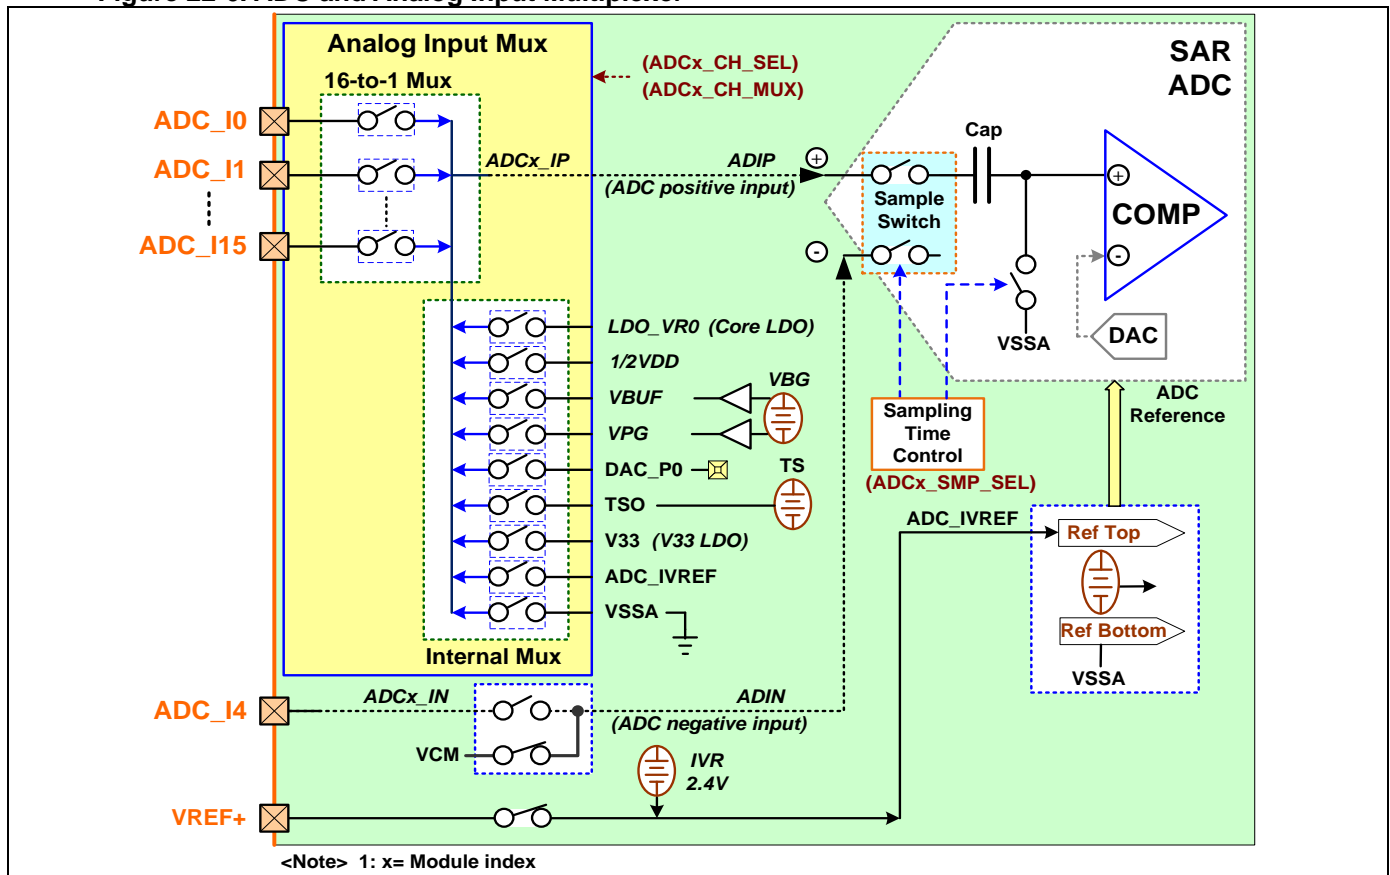 Analog Input Mux
16-to-1 Mux
(ADCx_CH_SEL)
(ADCx_CH_MUX)
SAR
ADC
ADC_I0
ADC_I1
ADC_I15
ADCx_IP
ADIP
(ADC positive input)
+
-
Sample
Switch
Cap
+
COMP
-
DAC
VSSA
LDO_VR0 (Core LDO)
1/2VDD
VBUF
VBG
VPG
DAC_P0
TS
TSO
V33 (V33 LDO)
ADC_IVREF
VSSA
Internal Mux
Sampling
Time
Control
(ADCx_SMP_SEL)
ADC
Reference
ADC_IVREF
Ref Top
Ref Bottom
VSSA
ADC_I4
ADCx_IN
ADIN
(ADC negative input)
VCM
IVR
2.4V
VREF+
<Note> 1: x= Module index